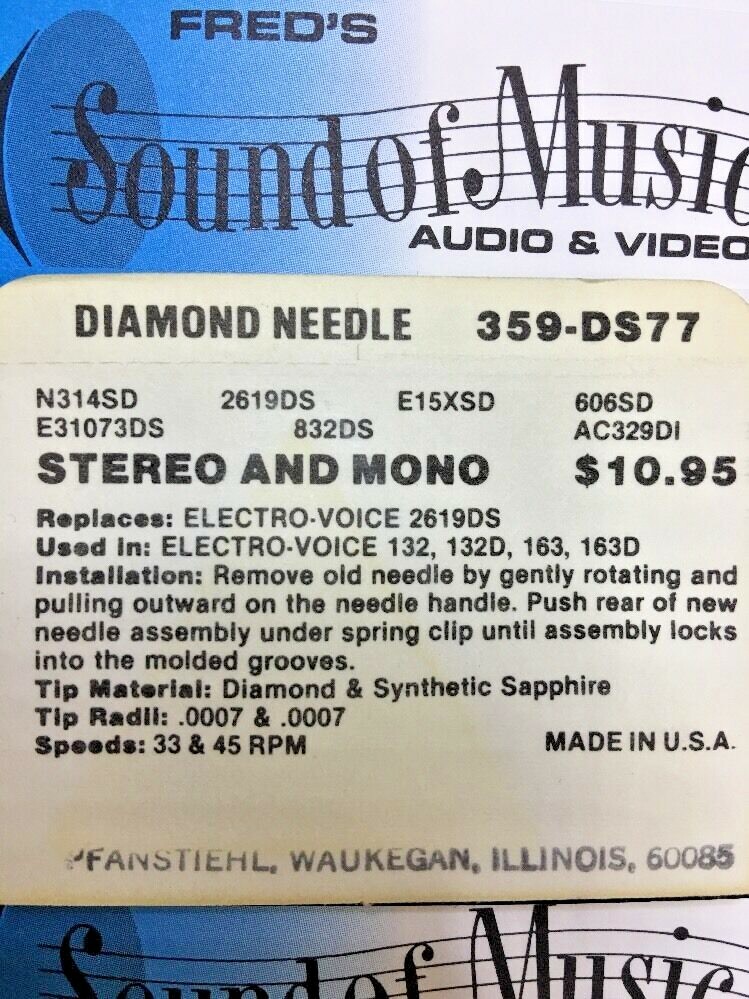 FRED'S
Sound of Music
AUDIO & VIDEO
DIAMOND NEEDLE 359-DS77
N314SD 2619DS E15XSD 606SD
E31073DS 832DS AC329DI
STEREO AND MONO $10.95
Replaces: ELECTRO-VOICE 2619DS
Used in: ELECTRO-VOICE 132, 132D, 163, 163D
Installation: Remove old needle by gently rotating and
pulling outward on the needle handle. Push rear of new
needle assembly under spring clip until assembly locks
into the molded grooves.
Tip Material: Diamond & Synthetic Sapphire
Tip Radii: .0007 & .0007
Speeds: 33 & 45 RPM MADE IN U.S.A.
PFANSTIEHL, WAUKEGAN, ILLINOIS, 60085
Sound of Music